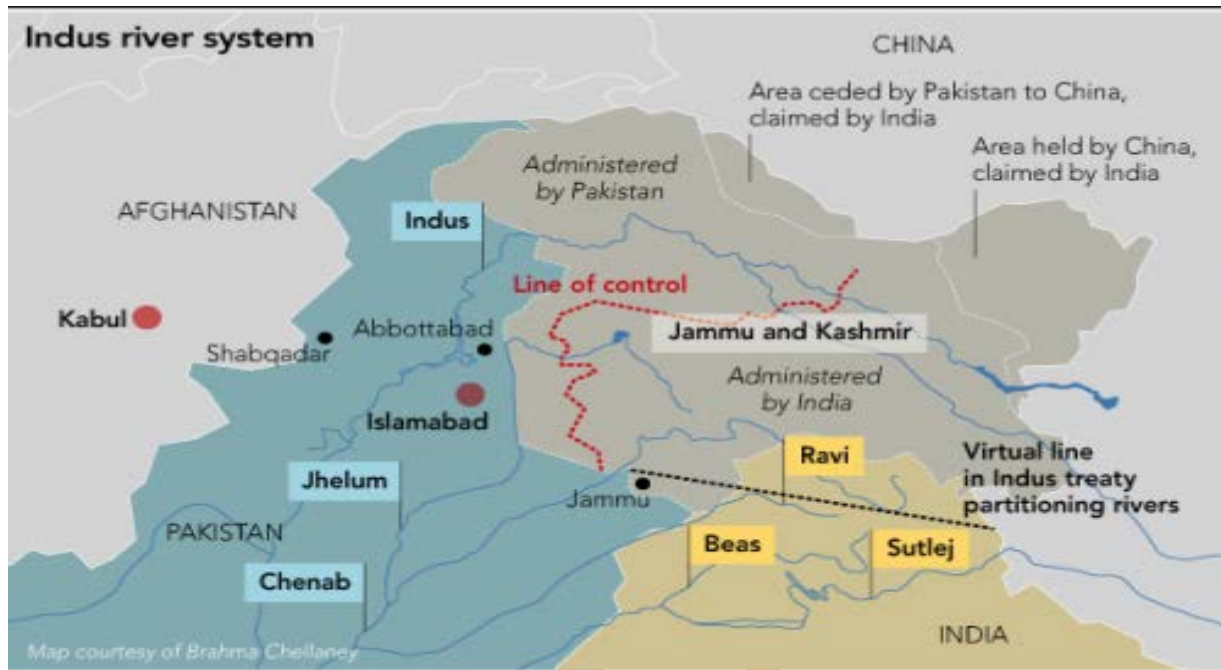 Indus river system
CHINA
Area ceded by Pakistan to China,
claimed by India
Area held by China,
claimed by India
Administered
by Pakistan
AFGHANISTAN
Indus
Line of control
Kabul
Abbottabad
Shabqadar
Jammu and Kashmir
Administered
by India
Islamabad
Ravi
Virtual line
in Indus treaty
partitioning rivers
Jhelum
Jammu
PAKISTAN
Beas
Sutlej
Chenab
INDIA
Map courtesy of Brahma Chellaney